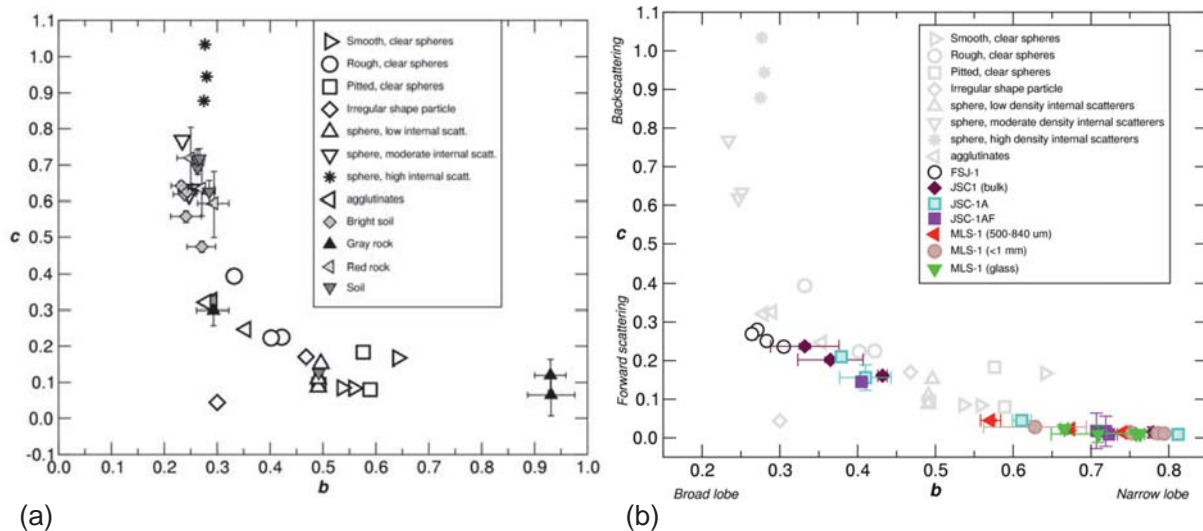 1.1
1.0
0.9
0.8
0.7
0.6
0.5
0.4
0.3
0.2
0.1
0.0
-0.1
c
0.0 0.1 0.2 0.3 0.4 0.5 0.6 0.7 0.8 0.9 1.0
b
Smooth, clear spheres
Rough, clear spheres
Pitted, clear spheres
Irregular shape particle
sphere, low internal scatt.
sphere, moderate internal scatt.
sphere, high internal scatt.
agglutinates
Bright soil
Gray rock
Red rock
Soil
(a)
Backscattering
Forward scattering
1.1
1.0
0.9
0.8
0.7
0.6
0.5
0.4
0.3
0.2
0.1
0.0
c
0.2 0.3 0.4 0.5 0.6 0.7 0.8
Broad lobe b Narrow lobe
Smooth, clear spheres
Rough, clear spheres
Pitted, clear spheres
Irregular shape particle
sphere, low density internal scatterers
sphere, moderate density internal scatterers
sphere, high density internal scatterers
agglutinates
FSJ-1
JSC1 (bulk)
JSC-1A
JSC-1AF
MLS-1 (500-840 um)
MLS-1 (<1 mm)
MLS-1 (glass)
(b)